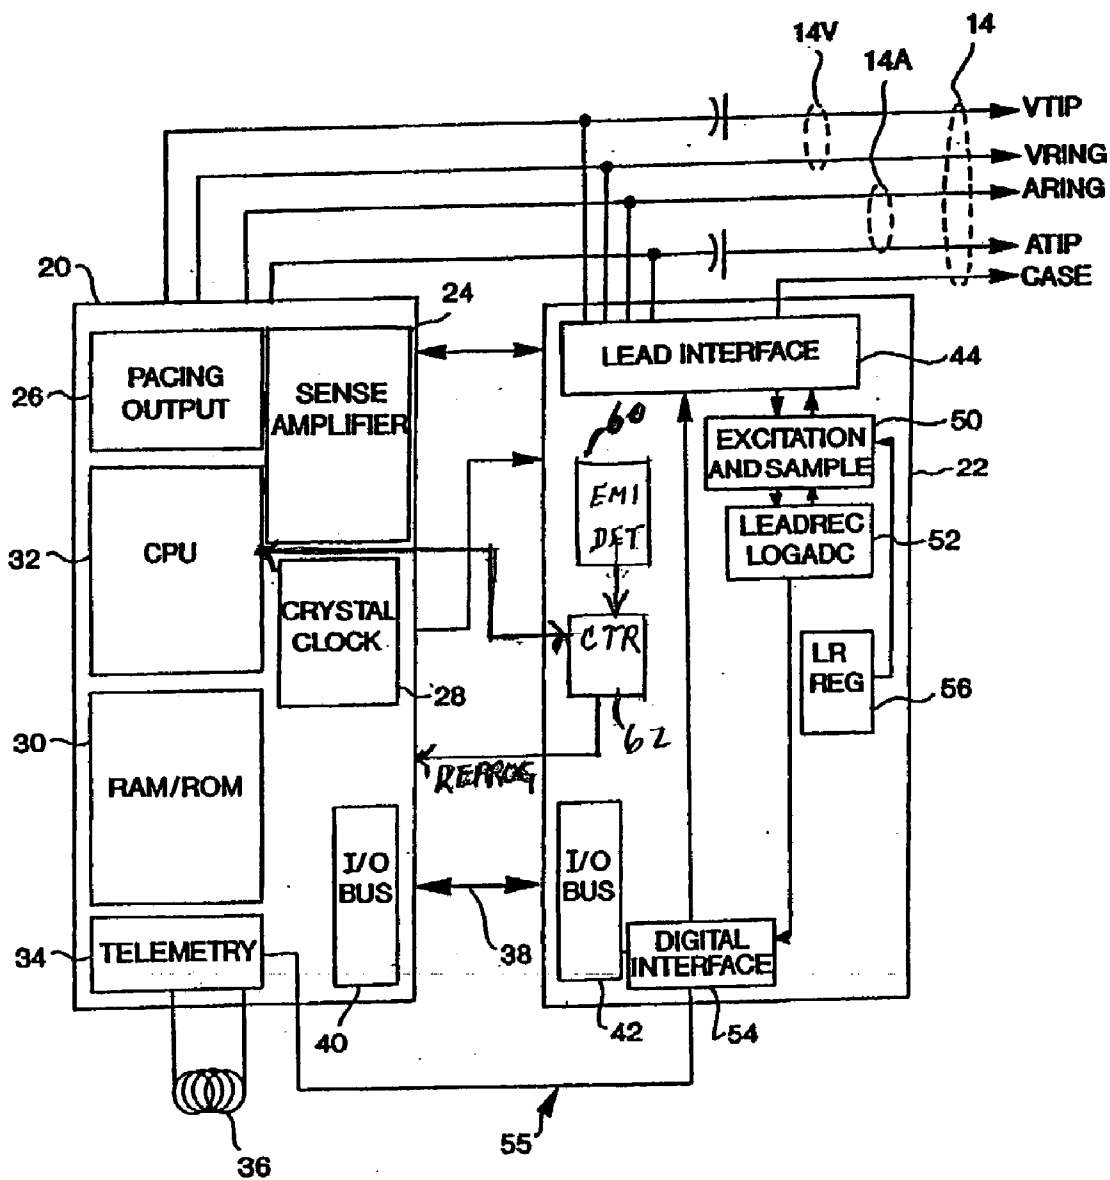 14V
14A
14
VTIP
VRING
ARING
ATIP
CASE
20
24
PACING
OUTPUT
26
SENSE
AMPLIFIER
LEAD INTERFACE
44
60
EXCITATION
AND SAMPLE
50
22
EMI
DET
LEADREC
LOGADC
52
CPU
32
CRYSTAL
CLOCK
28
CTR
62
LR
REG
56
30
RAM/ROM
REPROG
I/O
BUS
I/O
BUS
38
34
TELEMETRY
DIGITAL
INTERFACE
40
42
54
36
55